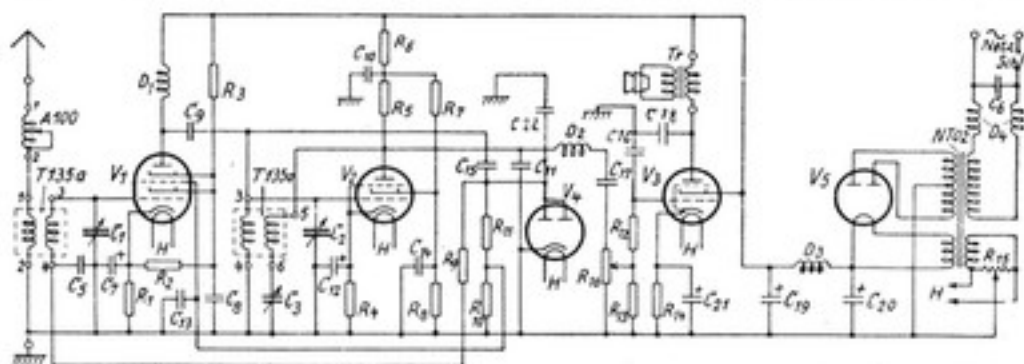 A100
1
2
T135a
1
3
2
4
C1
C5
C7
+
R1
R2
C13
C8
D1
C9
R3
V1
H
T135a
3
5
4
6
C2
C3
C12
+
R4
C10
R6
R5
R7
V2
H
C14
R8
R9
C15
R11
R10
C11
V4
H
D2
C17
C16
C18
R16
R12
R13
Tr
V3
H
R14
+
C21
+
C19
D3
+
C20
V5
NT02
~
Netz
Sch
C6
D4
R15
H